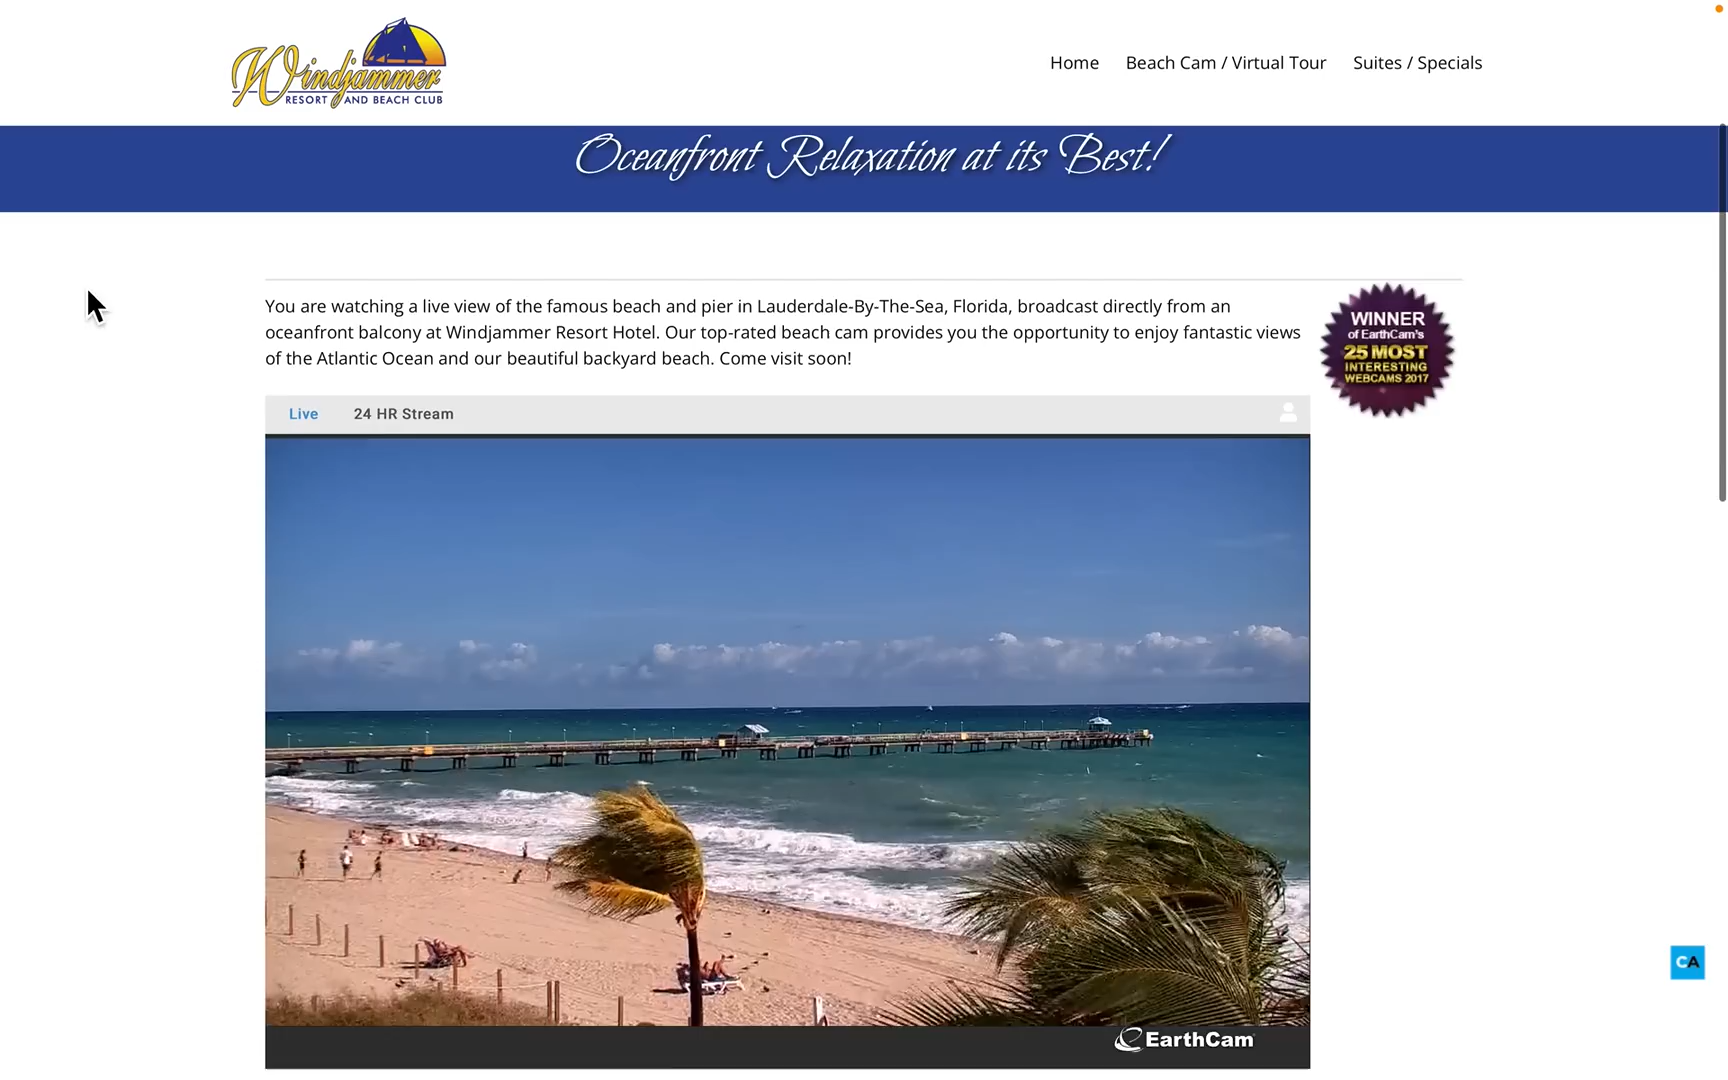 Windjammer
RESORT AND BEACH CLUB
Home Beach Cam / Virtual Tour Suites / Specials
Oceanfront Relaxation at its Best!
You are watching a live view of the famous beach and pier in Lauderdale-By-The-Sea, Florida, broadcast directly from an
oceanfront balcony at Windjammer Resort Hotel. Our top-rated beach cam provides you the opportunity to enjoy fantastic views
of the Atlantic Ocean and our beautiful backyard beach. Come visit soon!
WINNER
of EarthCam's
25 MOST
INTERESTING
WEBCAMS 2017
Live 24 HR Stream
CA
EarthCam